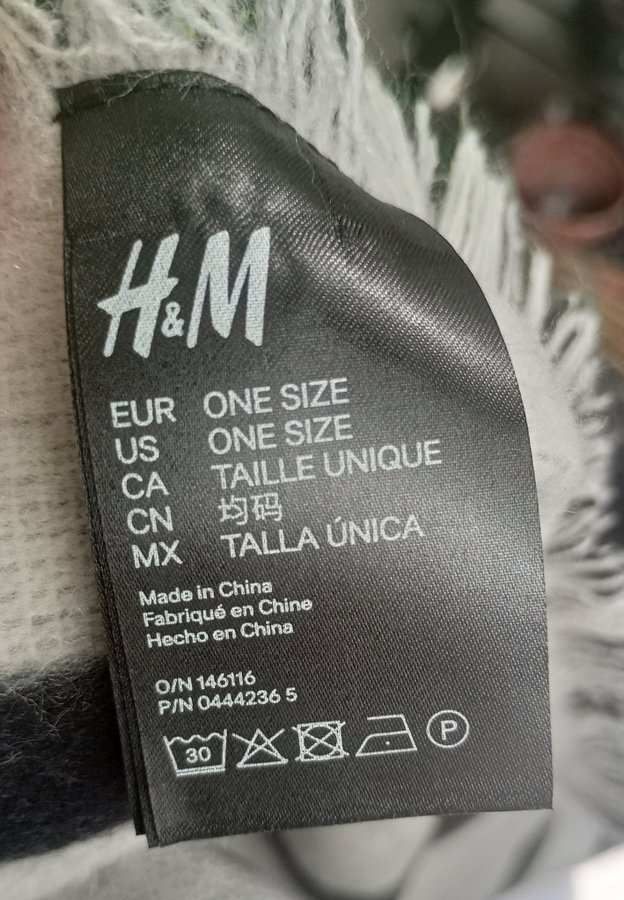 H&M
EUR ONE SIZE
US ONE SIZE
CA TAILLE UNIQUE
CN 均码
MX TALLA ÚNICA
Made in China
Fabriqué en Chine
Hecho en China
O/N 146116
P/N 0444236 5
30 P